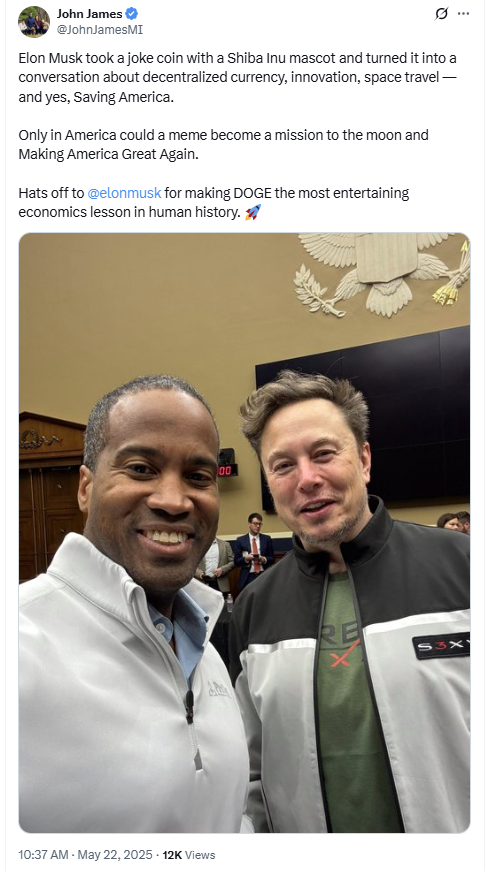 John James
@JohnJamesMI
Elon Musk took a joke coin with a Shiba Inu mascot and turned it into a
conversation about decentralized currency, innovation, space travel —
and yes, Saving America.
Only in America could a meme become a mission to the moon and
Making America Great Again.
Hats off to @elonmusk for making DOGE the most entertaining
economics lesson in human history. 🚀
00
RE
X
S3XY
10:37 AM · May 22, 2025 · 12K Views